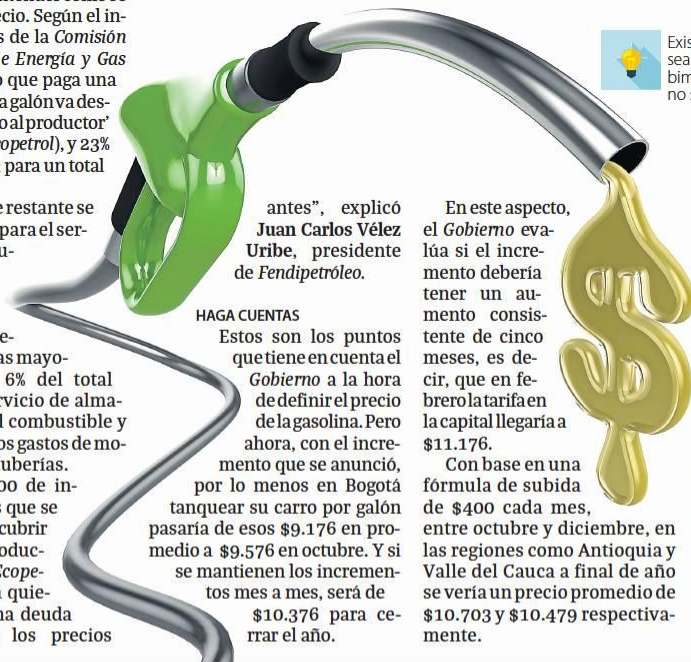 ecio. Según el in-
s de la Comisión
e Energía y Gas
o que paga una
a galón va des-
o al productor'
opetrol), y 23%
para un total
e restante se
para el ser-
u-
e-
as mayo-
6% del total
rvicio de alma-
l combustible y
os gastos de mo-
uberías.
00 de in-
s que se
cubrir
oduc-
Ecope-
quie-
na deuda
los precios
antes”, explicó
Juan Carlos Vélez
Uribe, presidente
de Fendipetróleo.
HAGA CUENTAS
Estos son los puntos
que tiene en cuenta el
Gobierno a la hora
de definir el precio
de la gasolina. Pero
ahora, con el incre-
mento que se anunció,
por lo menos en Bogotá
tanquear su carro por galón
pasaría de esos $9.176 en pro-
medio a $9.576 en octubre. Y si
se mantienen los incremen-
tos mes a mes, será de
$10.376 para ce-
rrar el año.
En este aspecto,
el Gobierno eva-
lúa si el incre-
mento debería
tener un au-
mento consis-
tente de cinco
meses, es de-
cir, que en fe-
brero la tarifa en
la capital llegaría a
$11.176.
Con base en una
fórmula de subida
de $400 cada mes,
entre octubre y diciembre, en
las regiones como Antioquia y
Valle del Cauca a final de año
se vería un precio promedio de
$10.703 y $10.479 respectiva-
mente.
Exis
sea
bim
no
$